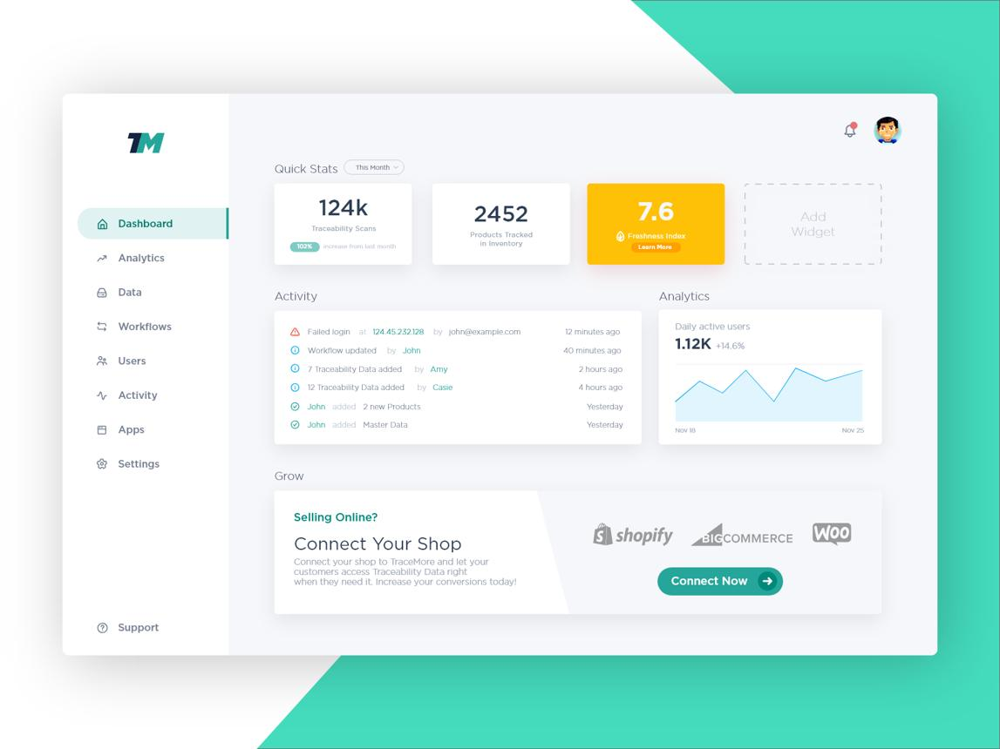 TM
Dashboard
Analytics
Data
Workflows
Users
Activity
Apps
Settings
Support
Quick Stats This Month
124k
Traceability Scans
102% increase from last month
2452
Products Tracked
in Inventory
7.6
Freshness Index
Learn More
Add
Widget
Activity
Failed login at 124.45.232.128 by john@example.com 12 minutes ago
Workflow updated by John 40 minutes ago
7 Traceability Data added by Amy 2 hours ago
12 Traceability Data added by Casie 4 hours ago
John added 2 new Products Yesterday
John added Master Data Yesterday
Analytics
Daily active users
1.12K +14,6%
Nov 18 Nov 25
Grow
Selling Online?
Connect Your Shop
Connect your shop to TraceMore and let your
customers access Traceability Data right
when they need it. Increase your conversions today!
shopify BIGCOMMERCE WOO
Connect Now